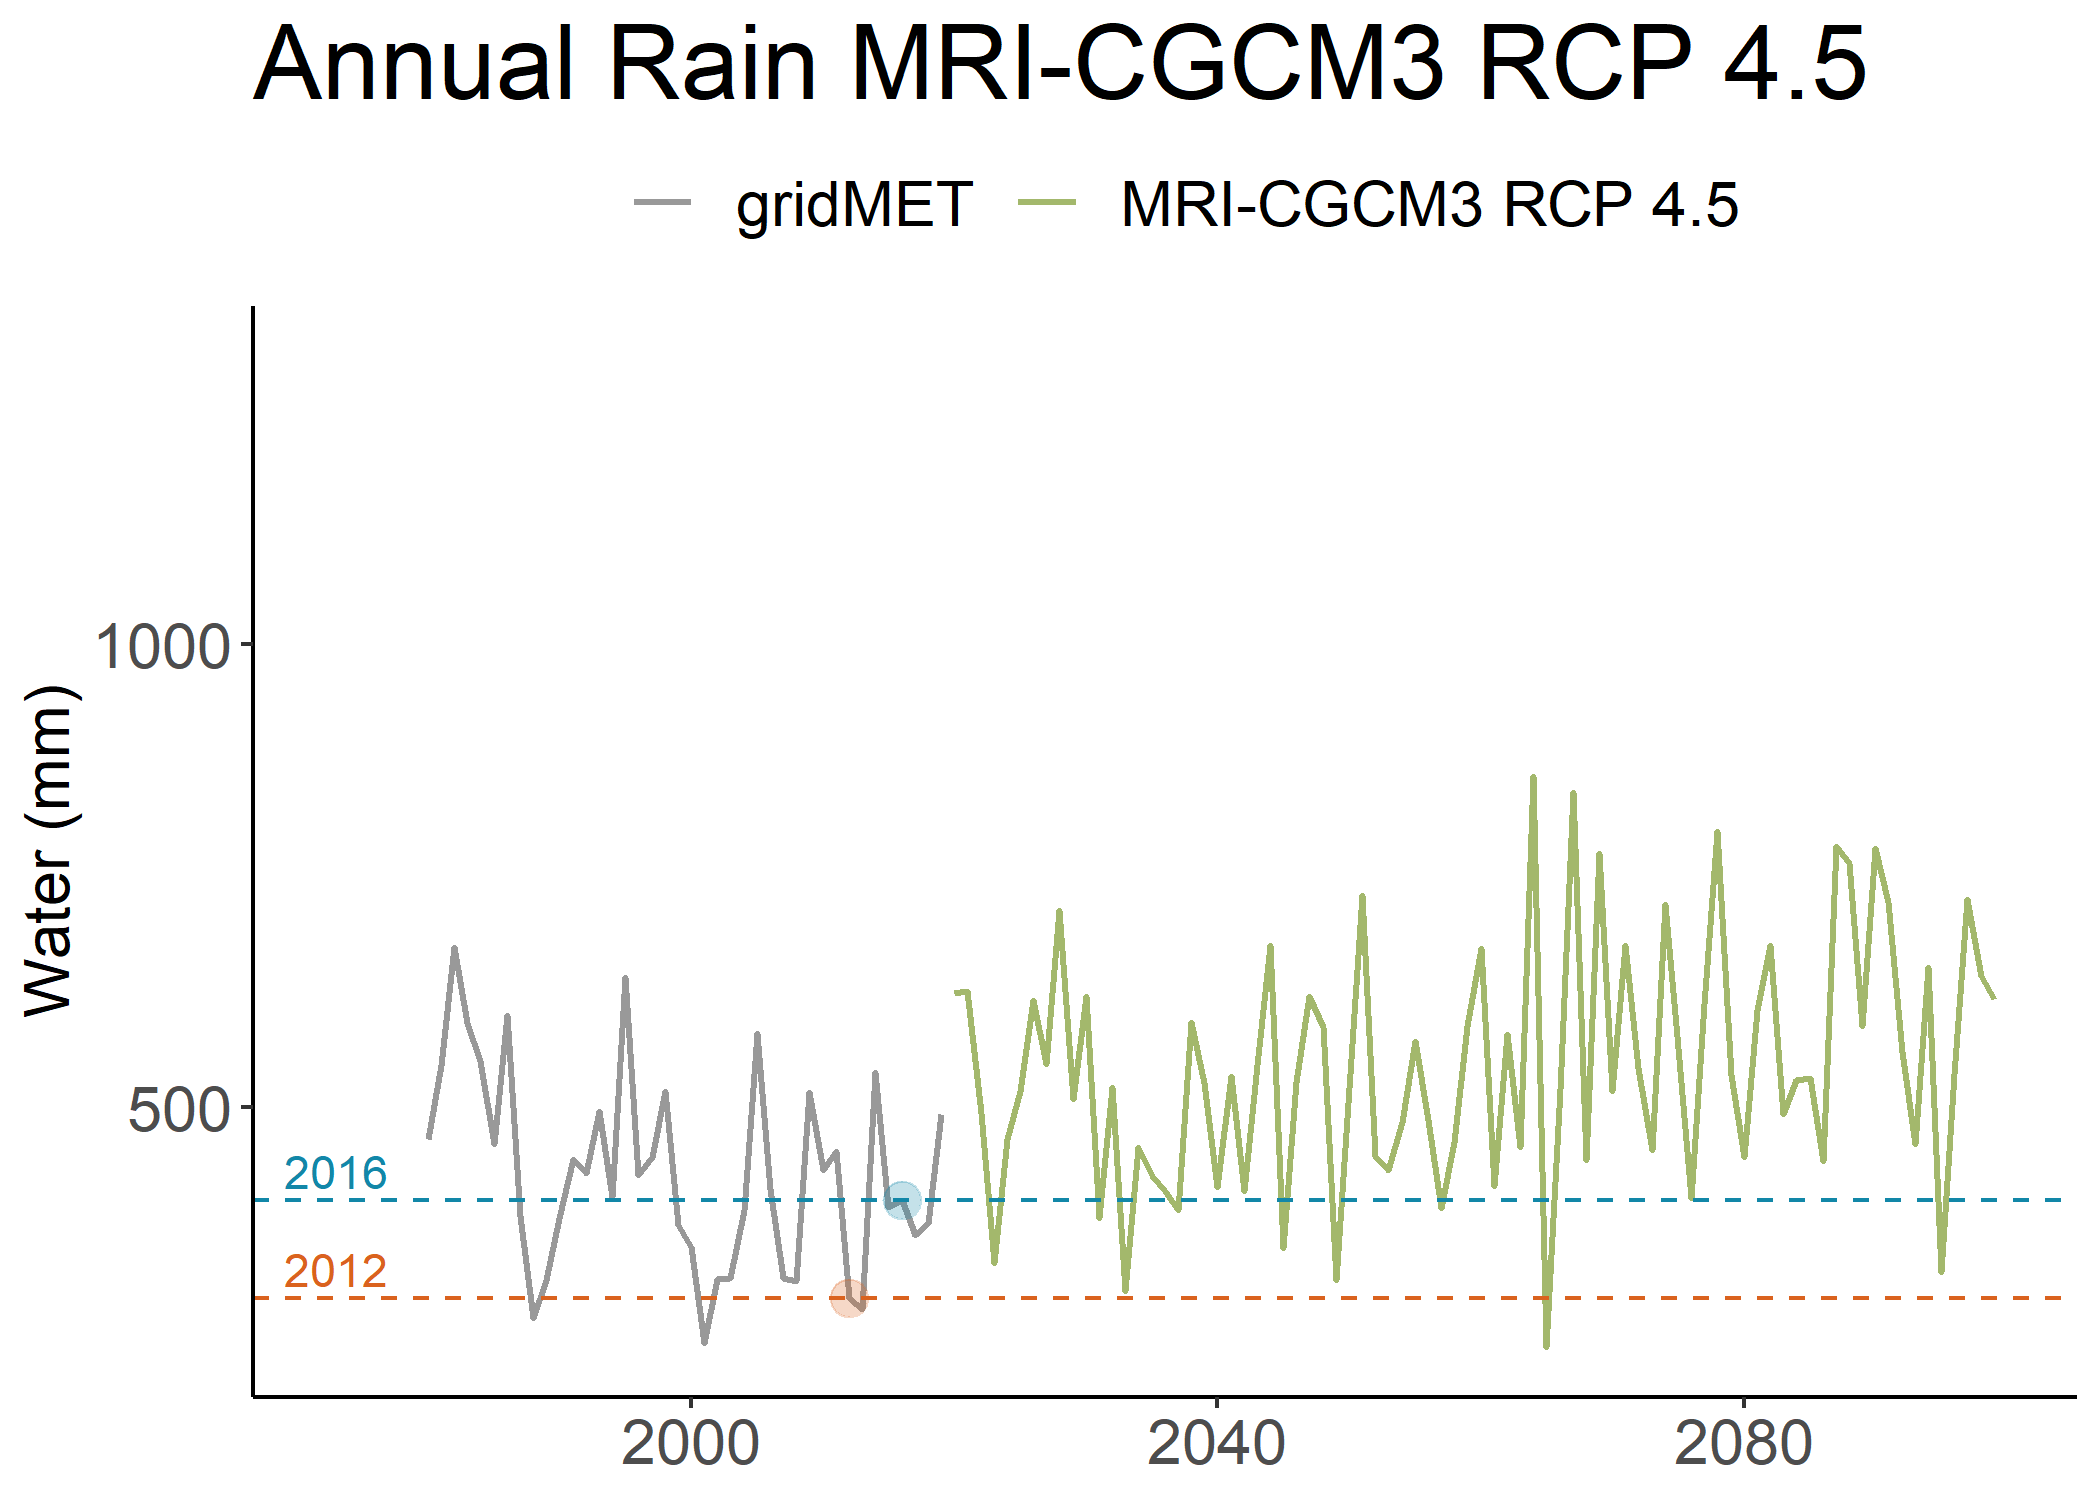 Annual Rain MRI-CGCM3 RCP 4.5
gridMET MRI-CGCM3 RCP 4.5
Water (mm)
1000
500
2016
2012
2000 2040 2080